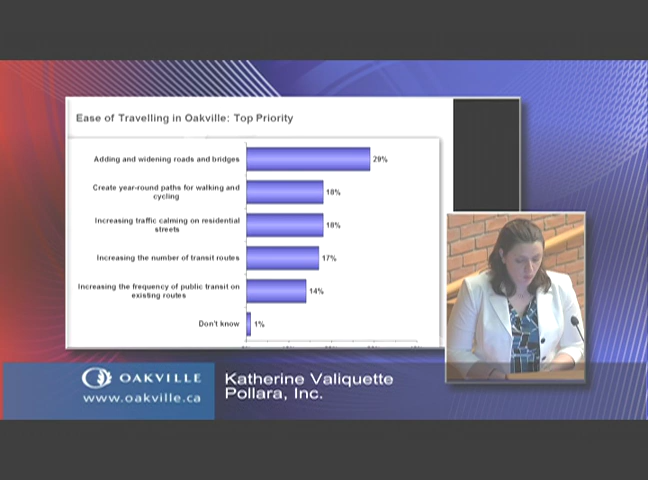 Ease of Travelling in Oakville: Top Priority
Adding and widening roads and bridges
29%
Create year-round paths for walking and
cycling
18%
Increasing traffic calming on residential
streets
18%
Increasing the number of transit routes
17%
Increasing the frequency of public transit on
existing routes
14%
Don't know
1%
OAKVILLE
www.oakville.ca
Katherine Valiquette
Pollara, Inc.